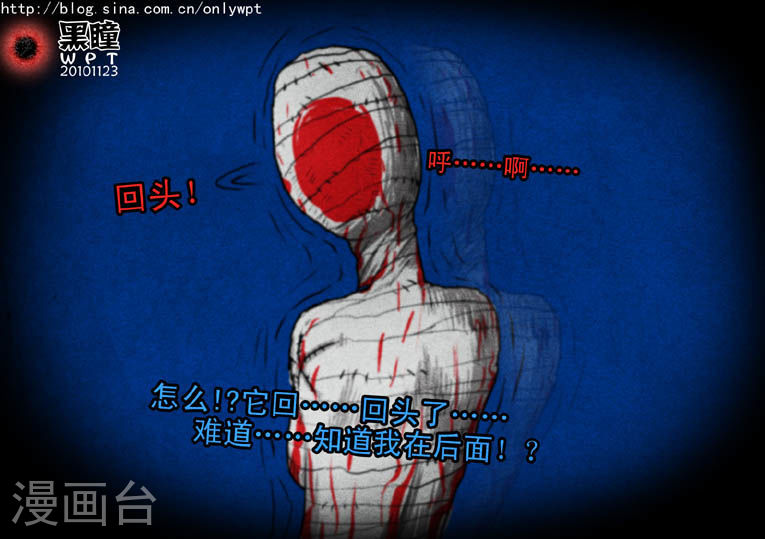 http://blog.sina.com.cn/onlywpt
黑瞳
WPT
20101123
呼……啊……
回头！
怎么!?它回……回头了……
难道……知道我在后面！？
漫画台